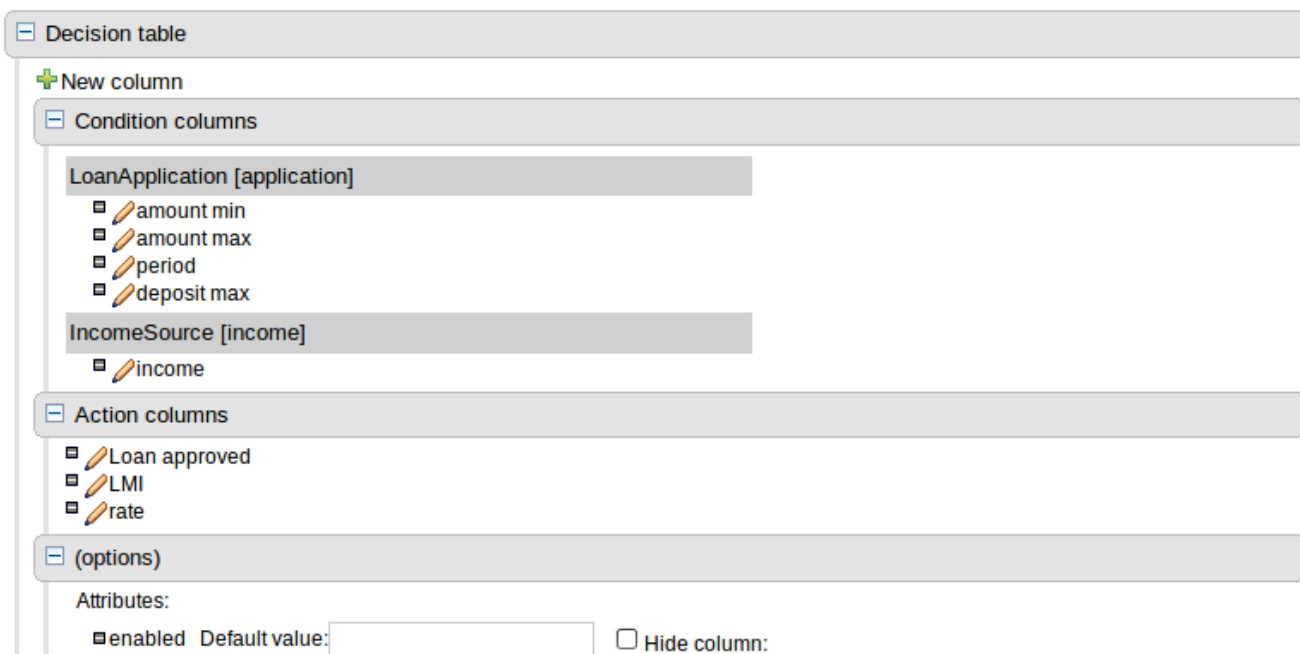 Decision table
New column
Condition columns
LoanApplication [application]
amount min
amount max
period
deposit max
IncomeSource [income]
income
Action columns
Loan approved
LMI
rate
(options)
Attributes:
enabled Default value: Hide column: